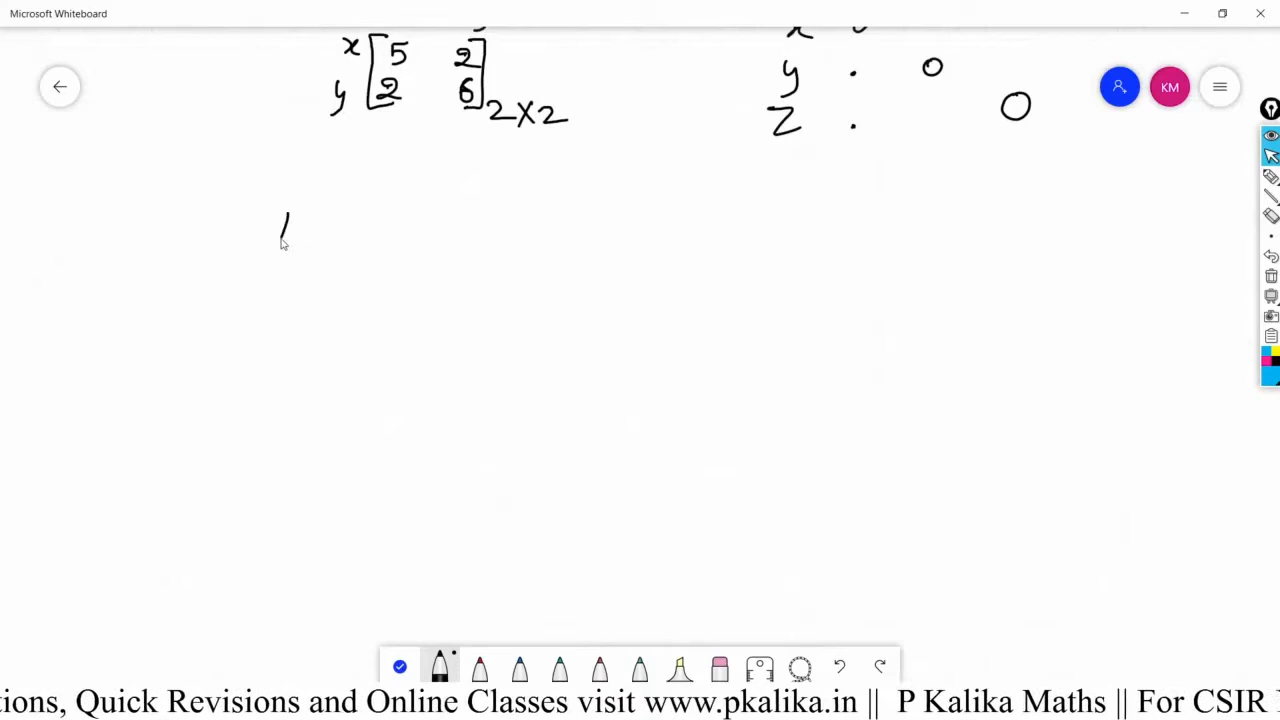 Microsoft Whiteboard
x [ 5 2 ]
y [ 2 6 ] 2×2
y . 0
Z . 0
KM
tions, Quick Revisions and Online Classes visit www.pkalika.in || P Kalika Maths || For CSIR